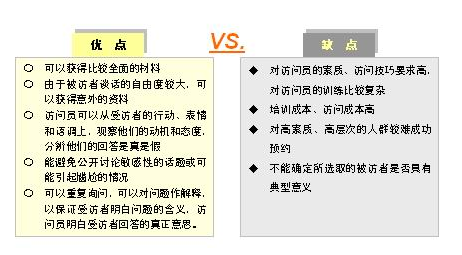 优 点
VS.
缺 点
○ 可以获得比较全面的材料
○ 由于被访者谈话的自由度较大，可
以获得意外的资料
○ 访问员可以从受访者的行动、表情
和语调上，观察他们的动机和态度，
分辨他们的回答是真是假
○ 能避免公开讨论敏感性的话题或可
能引起尴尬的情况
○ 可以重复询问，可以对问题作解释，
以保证受访者明白问题的含义，访
问员明白受访者回答的真正意思。
◆ 对访问员的素质、访问技巧要求高，
对访问员的训练比较复杂
◆ 培训成本、访问成本高
◆ 对高素质、高层次的人群较难成功
预约
◆ 不能确定所选取的被访者是否具有
典型意义